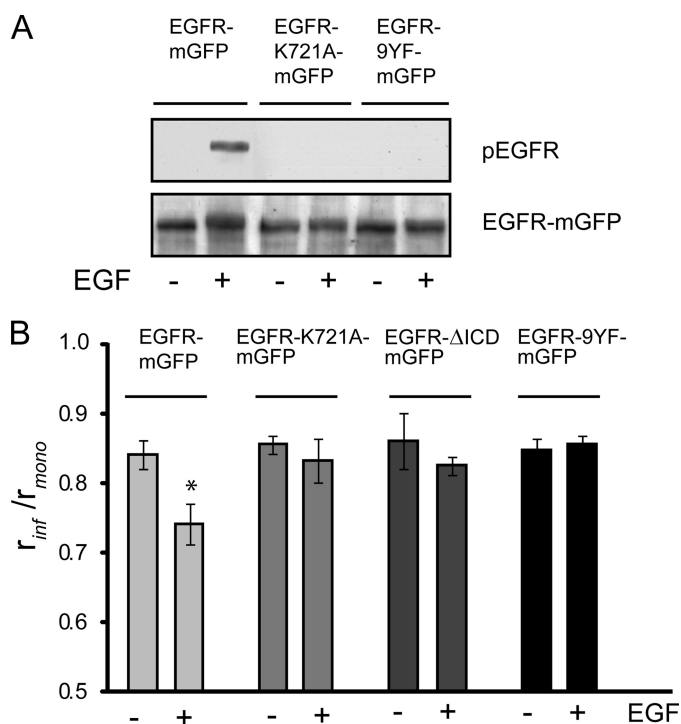 A
EGFR-
mGFP
EGFR-
K721A-
mGFP
EGFR-
9YF-
mGFP
pEGFR
EGFR-mGFP
EGF - + - + - +
B
EGFR-
mGFP
EGFR-K721A-
mGFP
EGFR-ΔICD
mGFP
EGFR-9YF-
mGFP
1.0
0.9
0.8
0.7
0.6
0.5
r_inf /r_mono
*
- + - + - + - + EGF